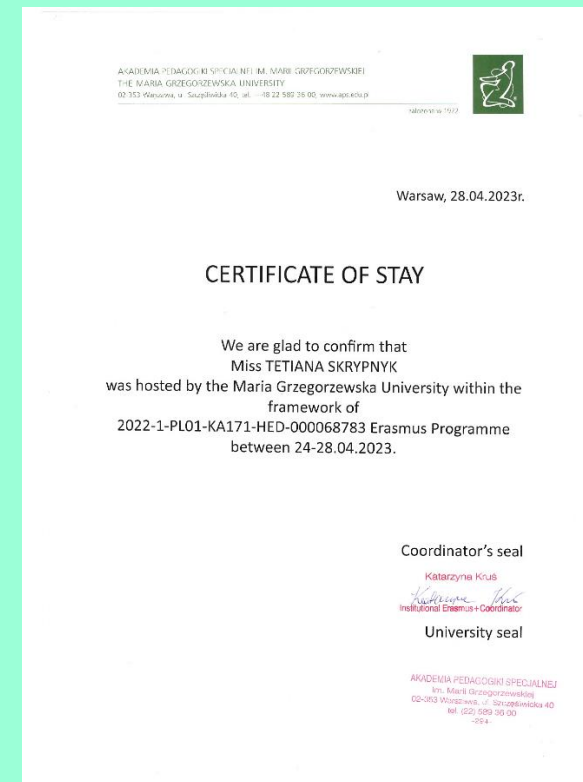 AKADEMIA PEDAGOGIKI SPECJALNEJ IM. MARII GRZEGORZEWSKIEJ
THE MARIA GRZEGORZEWSKA UNIVERSITY
02-353 Warszawa, ul. Szczęśliwicka 40, tel. 22 589 36 00, www.aps.edu.pl
założona w 1922
Warsaw, 28.04.2023r.
CERTIFICATE OF STAY
We are glad to confirm that
Miss TETIANA SKRYPNYK
was hosted by the Maria Grzegorzewska University within the
framework of
2022-1-PL01-KA171-HED-000068783 Erasmus Programme
between 24-28.04.2023.
Coordinator's seal
Katarzyna Kruś
Institutional Erasmus+Coordinator
University seal
AKADEMIA PEDAGOGIKI SPECJALNEJ
im. Marii Grzegorzewskiej
02-353 Warszawa, ul. Szczęśliwicka 40
tel. (22) 589 36 00